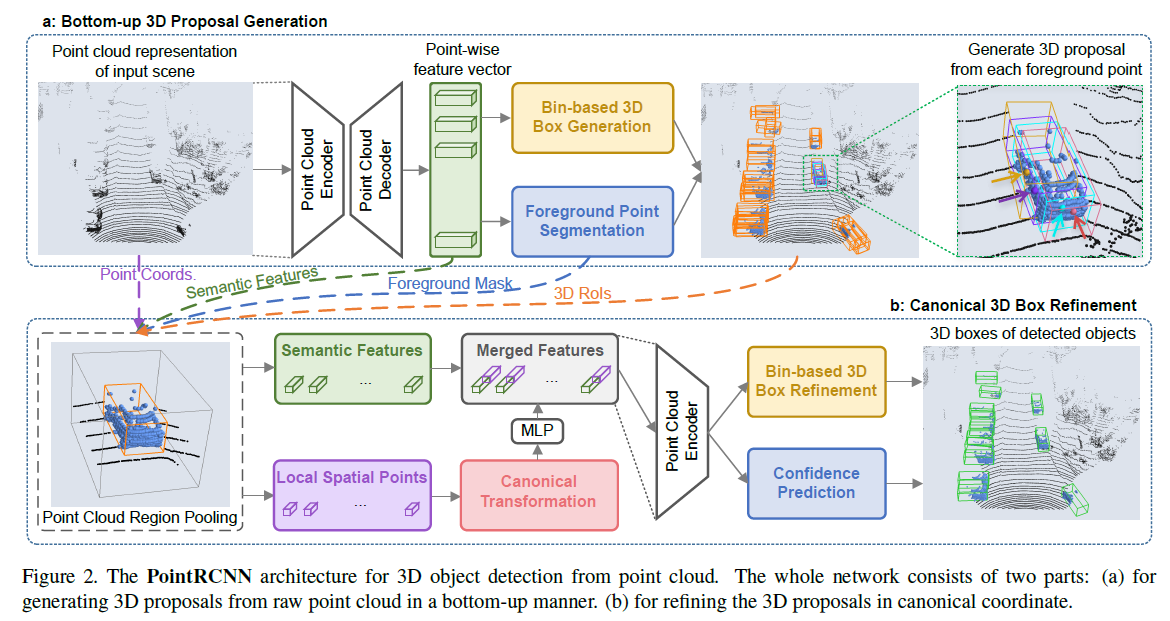 a: Bottom-up 3D Proposal Generation
Point cloud representation
of input scene
Point-wise
feature vector
Generate 3D proposal
from each foreground point
Point Cloud
Encoder
Point Cloud
Decoder
Bin-based 3D
Box Generation
Foreground Point
Segmentation
Point Coords.
Semantic Features
Foreground Mask
3D RoIs
b: Canonical 3D Box Refinement
Point Cloud Region Pooling
Semantic Features
...
Merged Features
...
MLP
Local Spatial Points
...
Canonical
Transformation
Point Cloud
Encoder
Bin-based 3D
Box Refinement
Confidence
Prediction
3D boxes of detected objects
Figure 2. The PointRCNN architecture for 3D object detection from point cloud. The whole network consists of two parts: (a) for
generating 3D proposals from raw point cloud in a bottom-up manner. (b) for refining the 3D proposals in canonical coordinate.